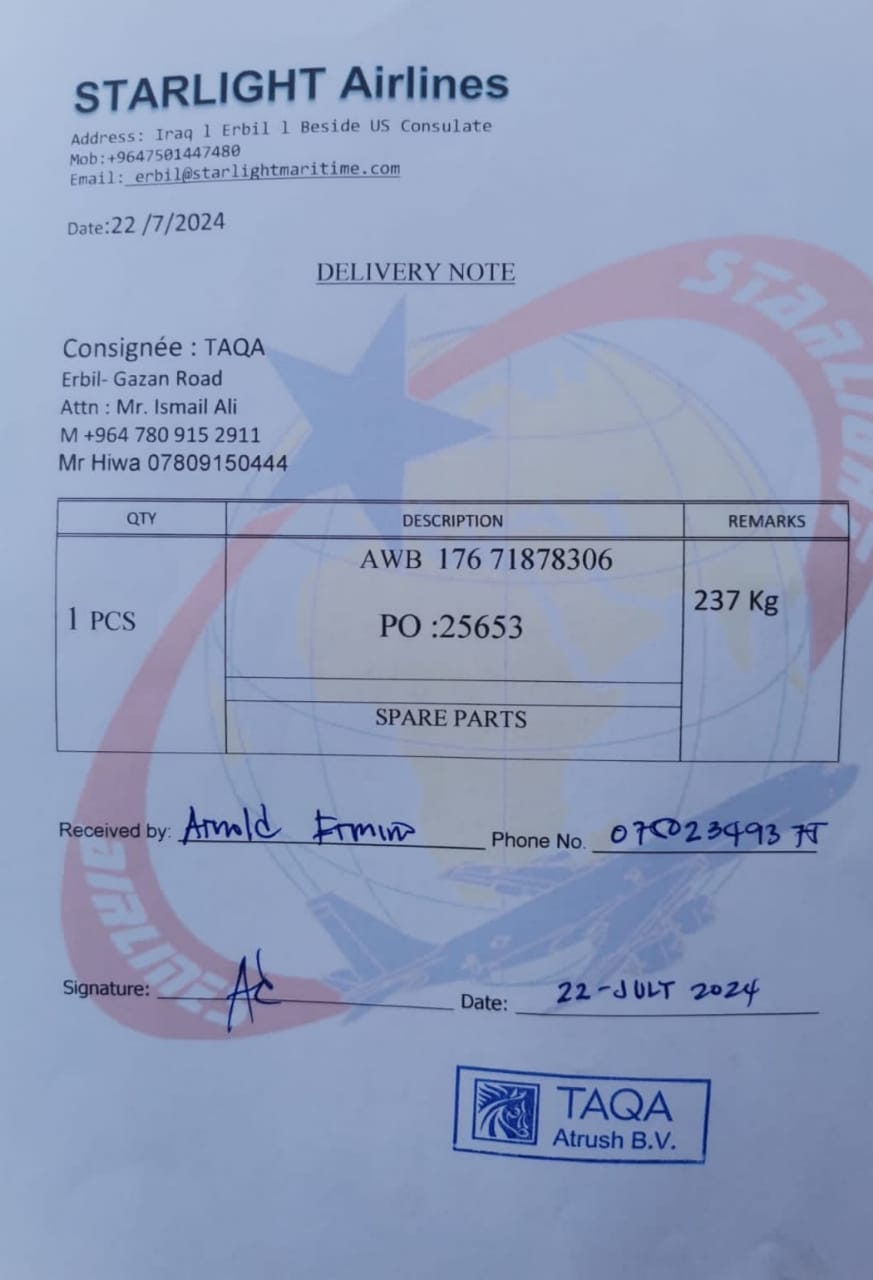 STARLIGHT Airlines
Address: Iraq l Erbil l Beside US Consulate
Mob:+9647501447480
Email: erbil@starlightmaritime.com
Date:22 /7/2024
DELIVERY NOTE
STARLIGHT
Consignée : TAQA
Erbil- Gazan Road
Attn : Mr. Ismail Ali
M +964 780 915 2911
Mr Hiwa 07809150444
QTY DESCRIPTION REMARKS
AWB 176 71878306
1 PCS PO :25653 237 Kg
SPARE PARTS
Received by: Arnold Phone No.
AIRLINES
Signature: Date: 22-JULY 2024
TAQA
Atrush B.V.